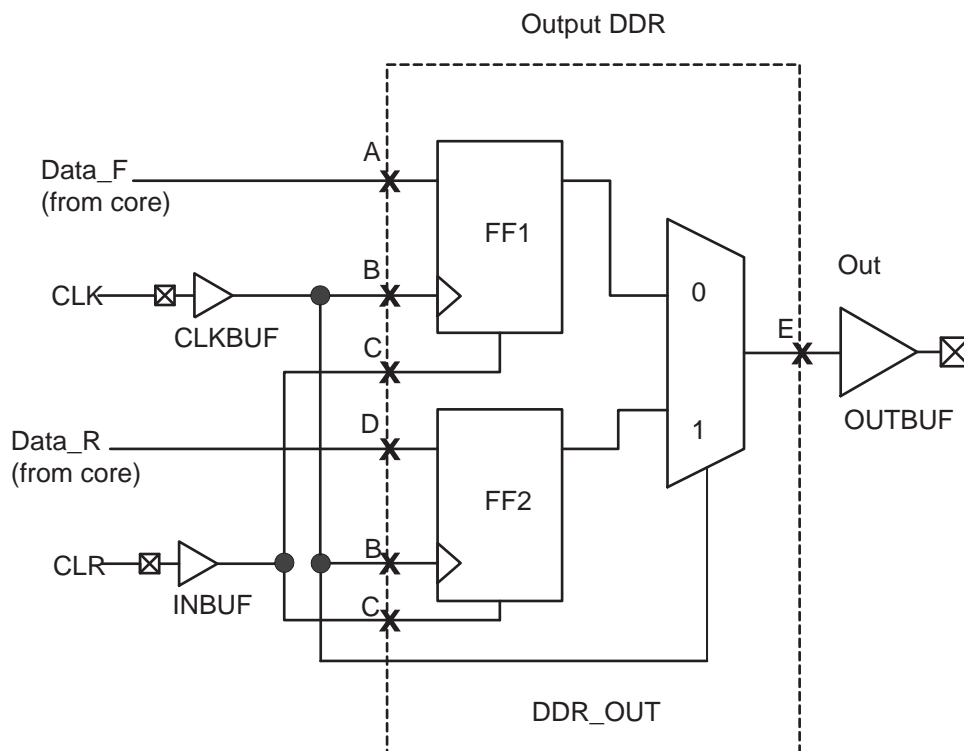 Output DDR
A
Data_F
(from core)
FF1
B
CLK
CLKBUF
0
Out
E
C
OUTBUF
D
Data_R
(from core)
1
FF2
B
CLR
INBUF
C
DDR_OUT